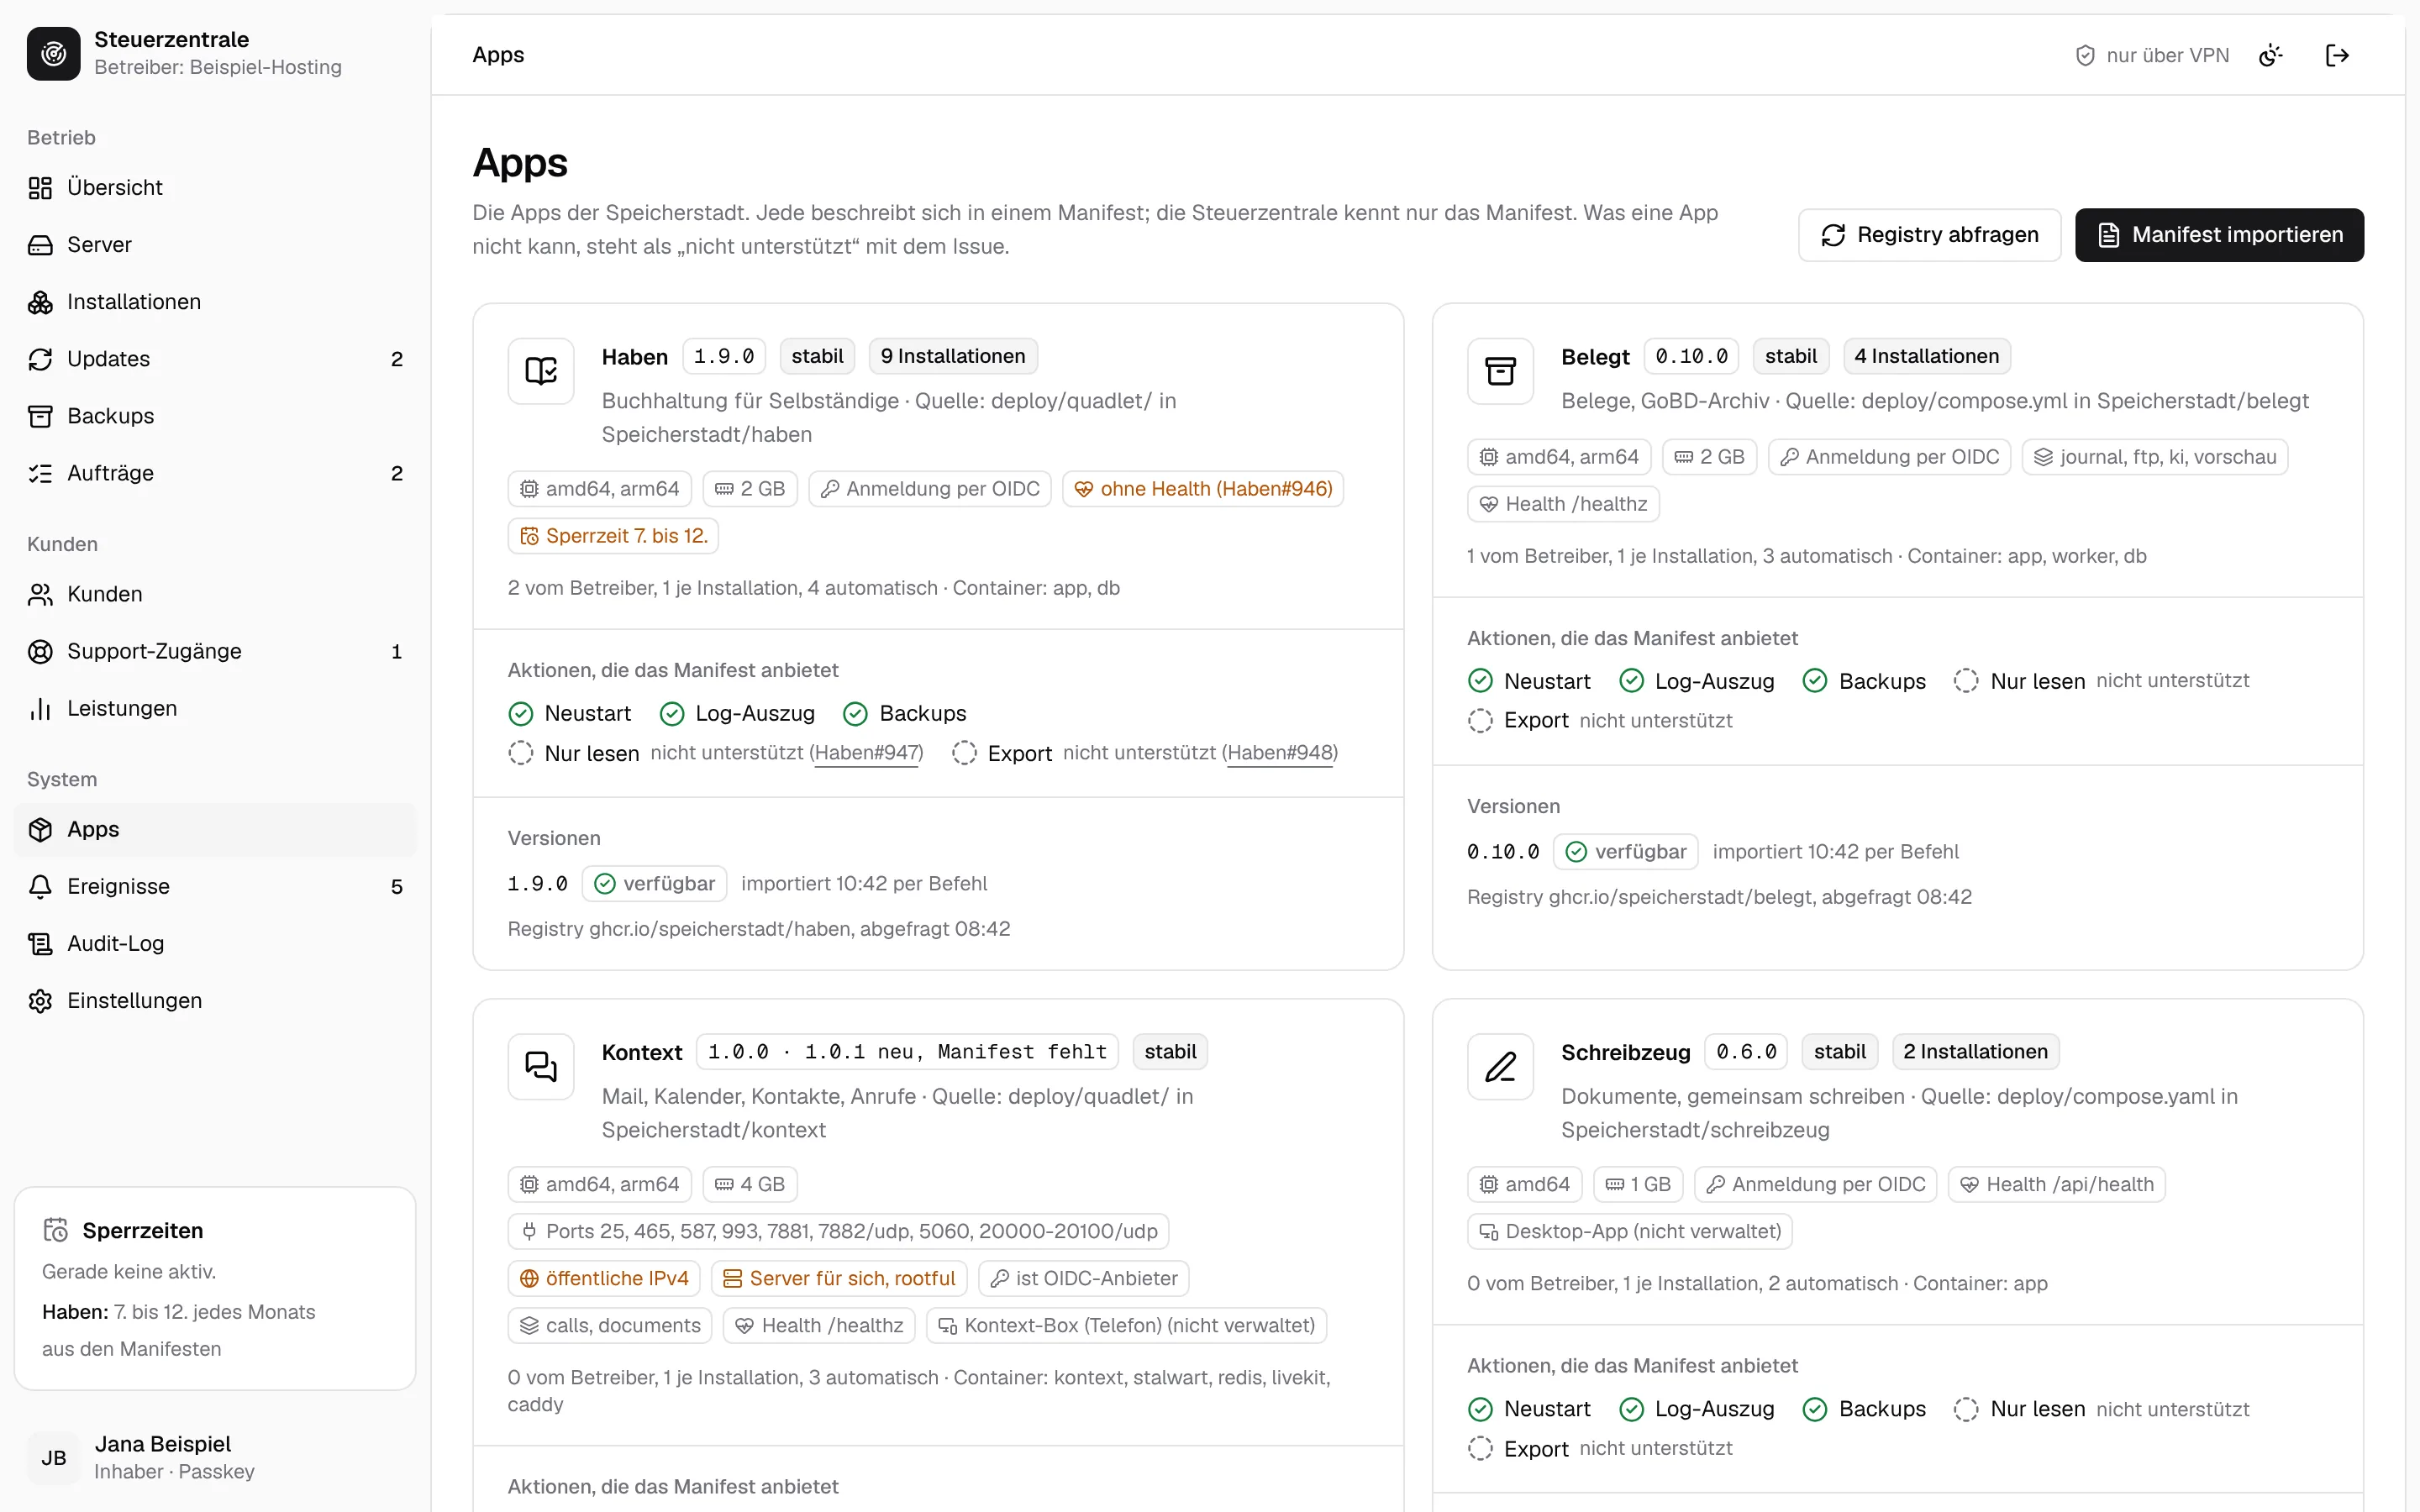 Steuerzentrale
Betreiber: Beispiel-Hosting
Betrieb
Übersicht
Server
Installationen
Updates 2
Backups
Aufträge 2
Kunden
Kunden
Support-Zugänge 1
Leistungen
System
Apps
Ereignisse 5
Audit-Log
Einstellungen
Sperrzeiten
Gerade keine aktiv.
Haben: 7. bis 12. jedes Monats
aus den Manifesten
JB
Jana Beispiel
Inhaber · Passkey
Apps
nur über VPN
Apps
Die Apps der Speicherstadt. Jede beschreibt sich in einem Manifest; die Steuerzentrale kennt nur das Manifest. Was eine App
nicht kann, steht als „nicht unterstützt“ mit dem Issue.
Registry abfragen
Manifest importieren
Haben 1.9.0 stabil 9 Installationen
Buchhaltung für Selbständige · Quelle: deploy/quadlet/ in
Speicherstadt/haben
amd64, arm64 2 GB Anmeldung per OIDC ohne Health (Haben#946)
Sperrzeit 7. bis 12.
2 vom Betreiber, 1 je Installation, 4 automatisch · Container: app, db
Aktionen, die das Manifest anbietet
Neustart Log-Auszug Backups
Nur lesen nicht unterstützt (Haben#947) Export nicht unterstützt (Haben#948)
Versionen
1.9.0 verfügbar importiert 10:42 per Befehl
Registry ghcr.io/speicherstadt/haben, abgefragt 08:42
Belegt 0.10.0 stabil 4 Installationen
Belege, GoBD-Archiv · Quelle: deploy/compose.yml in Speicherstadt/belegt
amd64, arm64 2 GB Anmeldung per OIDC journal, ftp, ki, vorschau
Health /healthz
1 vom Betreiber, 1 je Installation, 3 automatisch · Container: app, worker, db
Aktionen, die das Manifest anbietet
Neustart Log-Auszug Backups Nur lesen nicht unterstützt
Export nicht unterstützt
Versionen
0.10.0 verfügbar importiert 10:42 per Befehl
Registry ghcr.io/speicherstadt/belegt, abgefragt 08:42
Kontext 1.0.0 · 1.0.1 neu, Manifest fehlt stabil
Mail, Kalender, Kontakte, Anrufe · Quelle: deploy/quadlet/ in
Speicherstadt/kontext
amd64, arm64 4 GB
Ports 25, 465, 587, 993, 7881, 7882/udp, 5060, 20000-20100/udp
öffentliche IPv4 Server für sich, rootful ist OIDC-Anbieter
calls, documents Health /healthz Kontext-Box (Telefon) (nicht verwaltet)
0 vom Betreiber, 1 je Installation, 3 automatisch · Container: kontext, stalwart, redis, livekit,
caddy
Aktionen, die das Manifest anbietet
Schreibzeug 0.6.0 stabil 2 Installationen
Dokumente, gemeinsam schreiben · Quelle: deploy/compose.yaml in
Speicherstadt/schreibzeug
amd64 1 GB Anmeldung per OIDC Health /api/health
Desktop-App (nicht verwaltet)
0 vom Betreiber, 1 je Installation, 2 automatisch · Container: app
Aktionen, die das Manifest anbietet
Neustart Log-Auszug Backups Nur lesen nicht unterstützt
Export nicht unterstützt